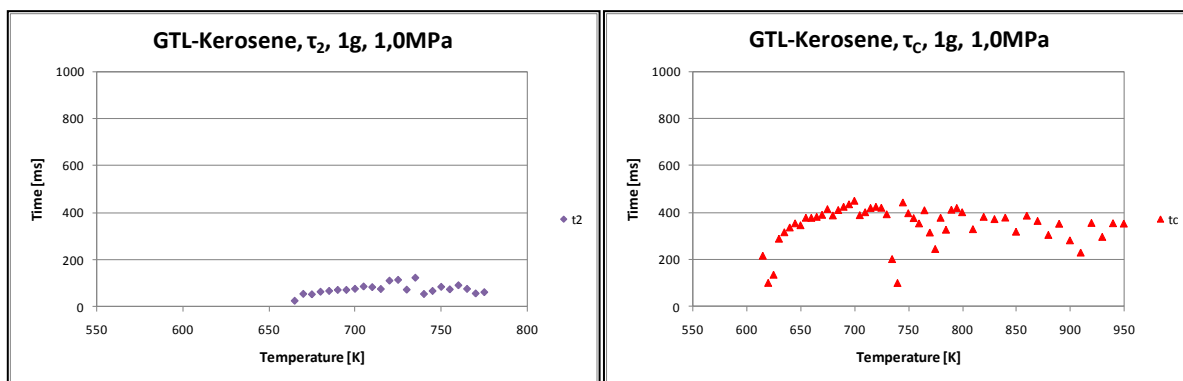 GTL-Kerosene, τ2, 1g, 1,0MPa
1000
800
600
400
200
0
Time [ms]
550 600 650 700 750 800
Temperature [K]
t2
GTL-Kerosene, τC, 1g, 1,0MPa
1000
800
600
400
200
0
Time [ms]
550 600 650 700 750 800 850 900 950
Temperature [K]
tc